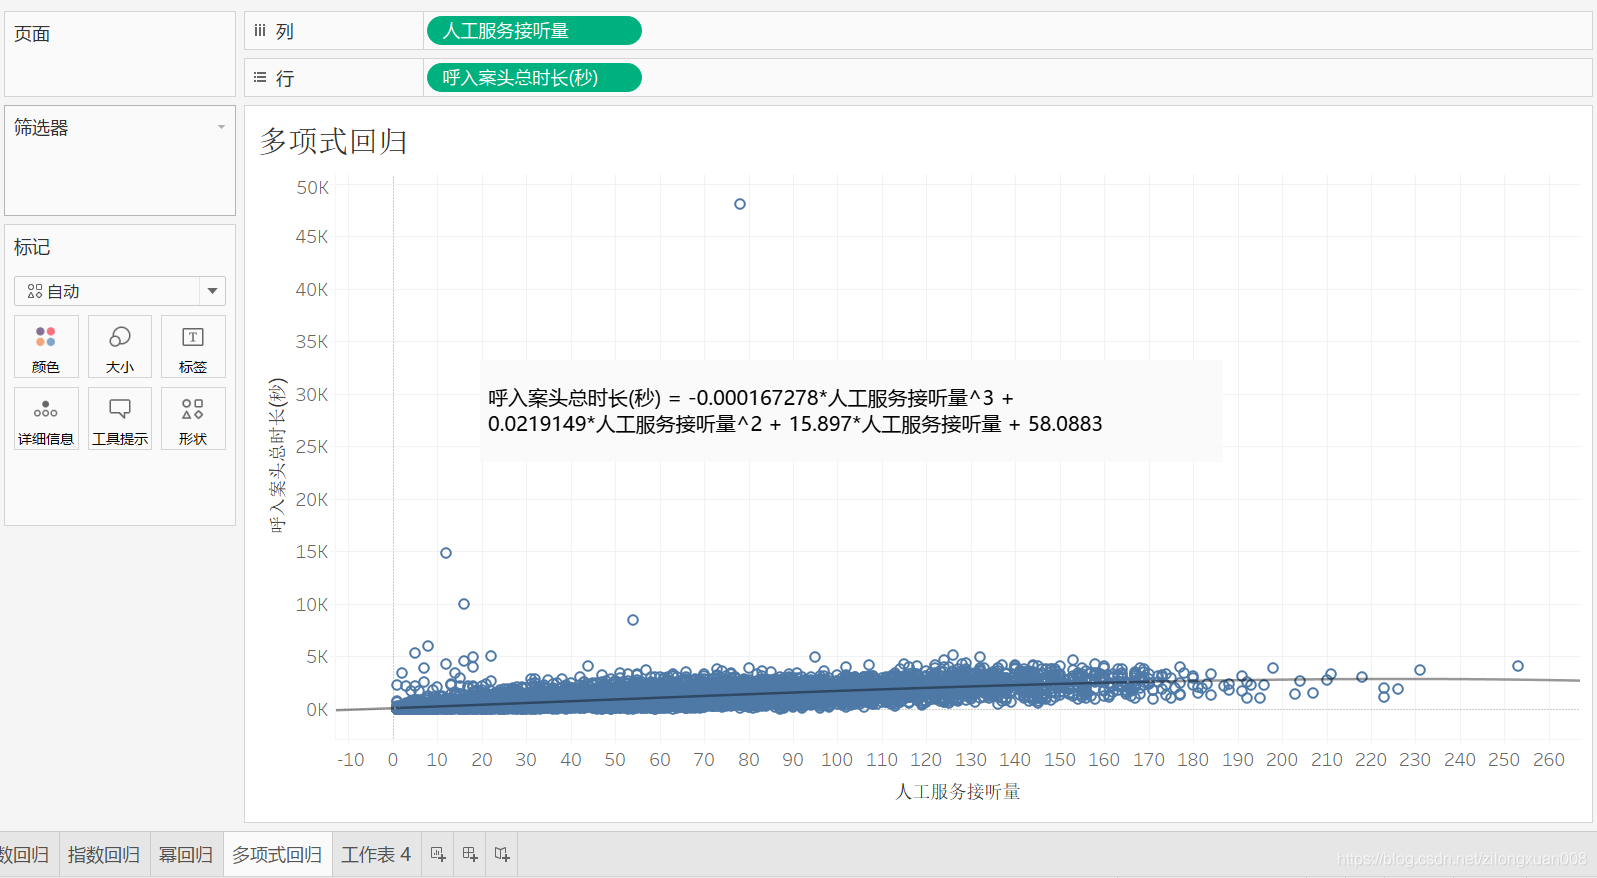 页面
列
人工服务接听量
行
呼入案头总时长(秒)
筛选器
标记
自动
颜色
大小
标签
详细信息
工具提示
形状
多项式回归
50K
45K
40K
35K
30K
25K
20K
15K
10K
5K
0K
呼入案头总时长(秒)
呼入案头总时长(秒) = -0.000167278*人工服务接听量^3 +
0.0219149*人工服务接听量^2 + 15.897*人工服务接听量 + 58.0883
-10 0 10 20 30 40 50 60 70 80 90 100 110 120 130 140 150 160 170 180 190 200 210 220 230 240 250 260
人工服务接听量
数回归 指数回归 幂回归 多项式回归 工作表 4
https://blog.csdn.net/zilongxuan008